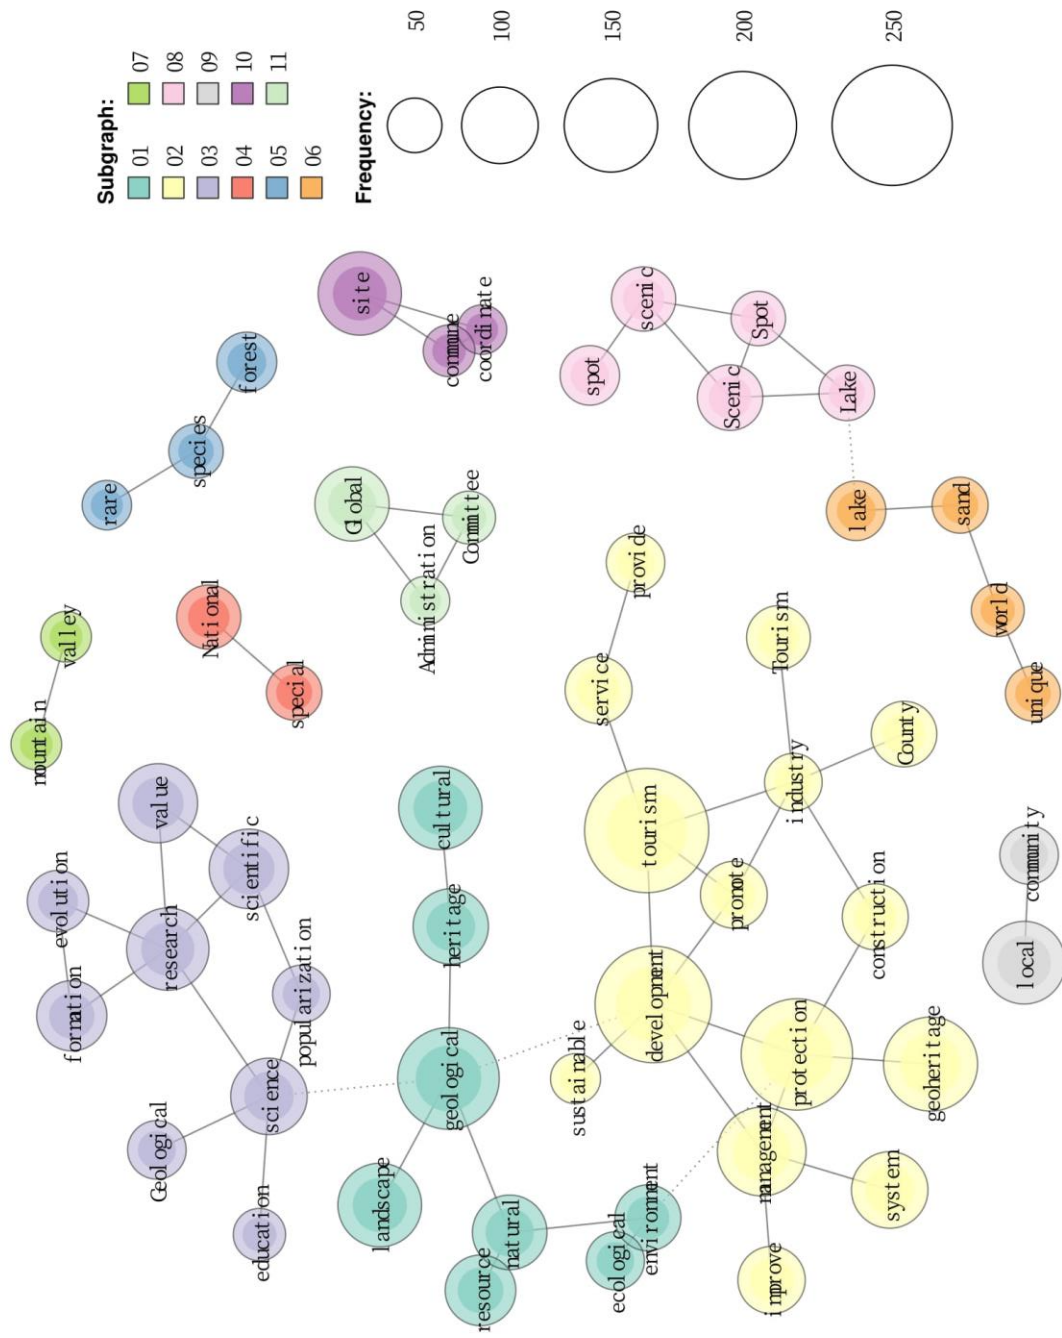 Subgraph:
01
02
03
04
05
06
07
08
09
10
11
Frequency:
50
100
150
200
250
mountain
valley
rare
species
forest
National
special
site
commune
coordinate
Global
Administration
Committee
evolution
formation
value
research
scientific
popularization
science
Geological
education
cultural
heritage
geological
landscape
natural
resource
ecological
environment
provide
service
tourism
Tourism
industry
County
promote
development
sustainable
construction
protection
geoheritage
management
system
improve
spot
scenic
Scenic
Spot
Lake
lake
sand
world
unique
community
local